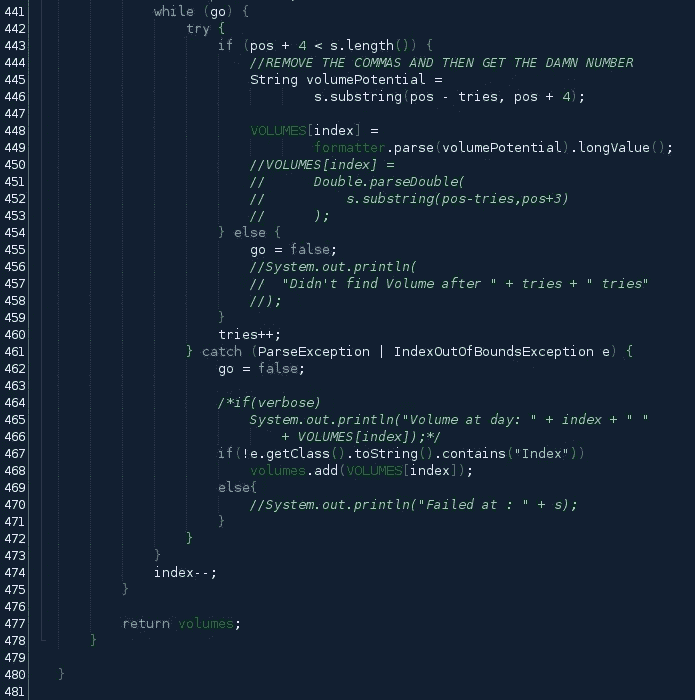 441 while (go) {
442 try {
443 if (pos + 4 < s.length()) {
444 //REMOVE THE COMMAS AND THEN GET THE DAMN NUMBER
445 String volumePotential =
446 s.substring(pos - tries, pos + 4);
447
448 VOLUMES[index] =
449 formatter.parse(volumePotential).longValue();
450 //VOLUMES[index] =
451 // Double.parseDouble(
452 // s.substring(pos-tries,pos+3)
453 // );
454 } else {
455 go = false;
456 //System.out.println(
457 // "Didn't find Volume after " + tries + " tries"
458 //);
459 }
460 tries++;
461 } catch (ParseException | IndexOutOfBoundsException e) {
462 go = false;
463
464 /*if(verbose)
465 System.out.println("Volume at day: " + index + " "
466 + VOLUMES[index]);*/
467 if(!e.getClass().toString().contains("Index"))
468 volumes.add(VOLUMES[index]);
469 else{
470 //System.out.println("Failed at : " + s);
471 }
472 }
473 }
474 index--;
475 }
476
477 return volumes;
478 }
479
480 }
481